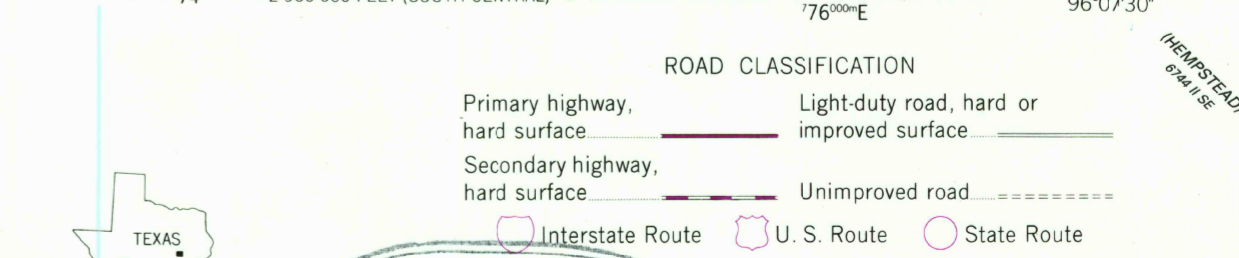 ⁷76⁰⁰⁰ᵐE
96°07'30"
(HEMPSTEAD)
6744 II SE
ROAD CLASSIFICATION
Primary highway,
hard surface
Light-duty road, hard or
improved surface
Secondary highway,
hard surface
Unimproved road
Interstate Route
U. S. Route
State Route
TEXAS